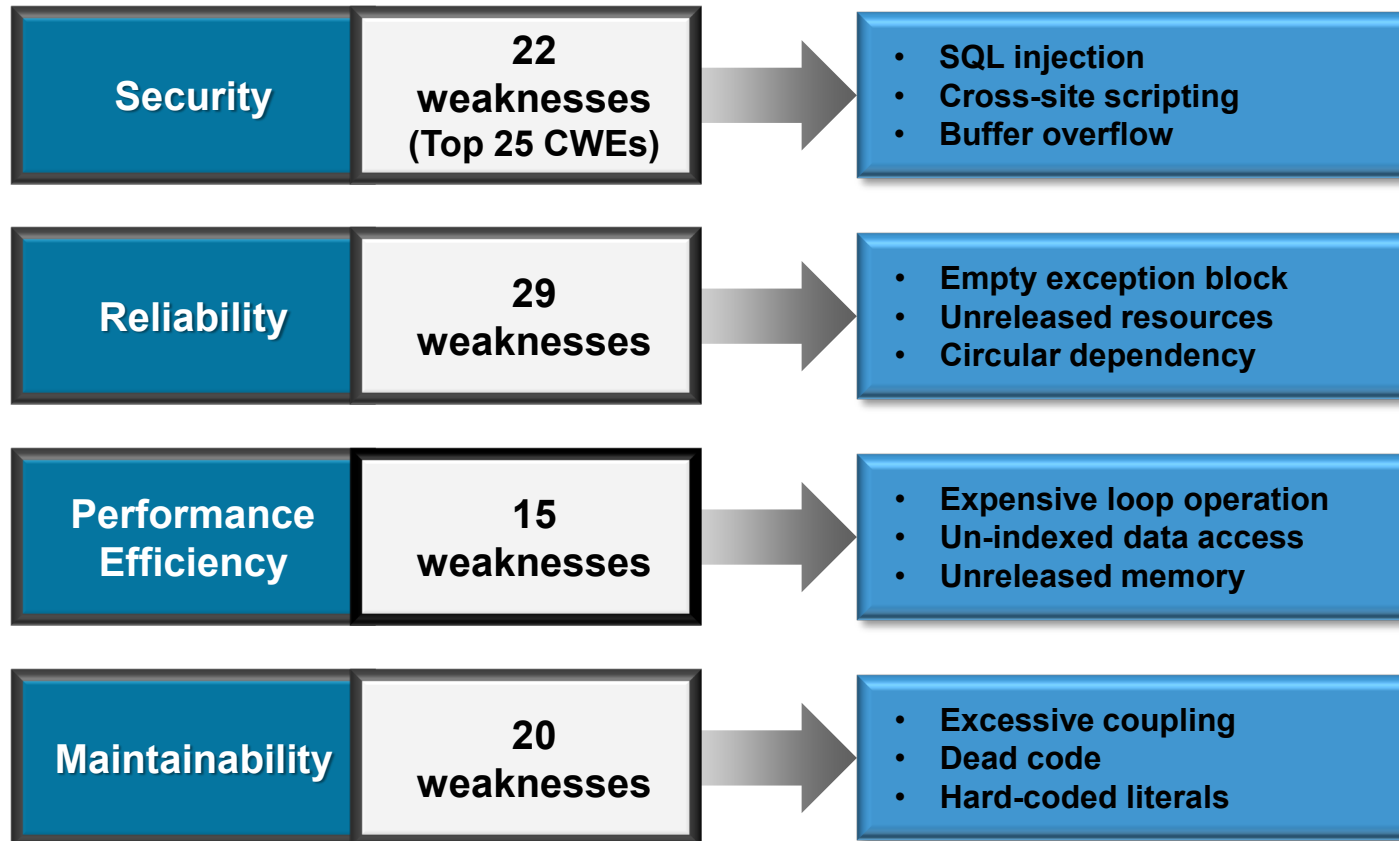 Security
22
weaknesses
(Top 25 CWEs)
• SQL injection
• Cross-site scripting
• Buffer overflow
Reliability
29
weaknesses
• Empty exception block
• Unreleased resources
• Circular dependency
Performance
Efficiency
15
weaknesses
• Expensive loop operation
• Un-indexed data access
• Unreleased memory
Maintainability
20
weaknesses
• Excessive coupling
• Dead code
• Hard-coded literals